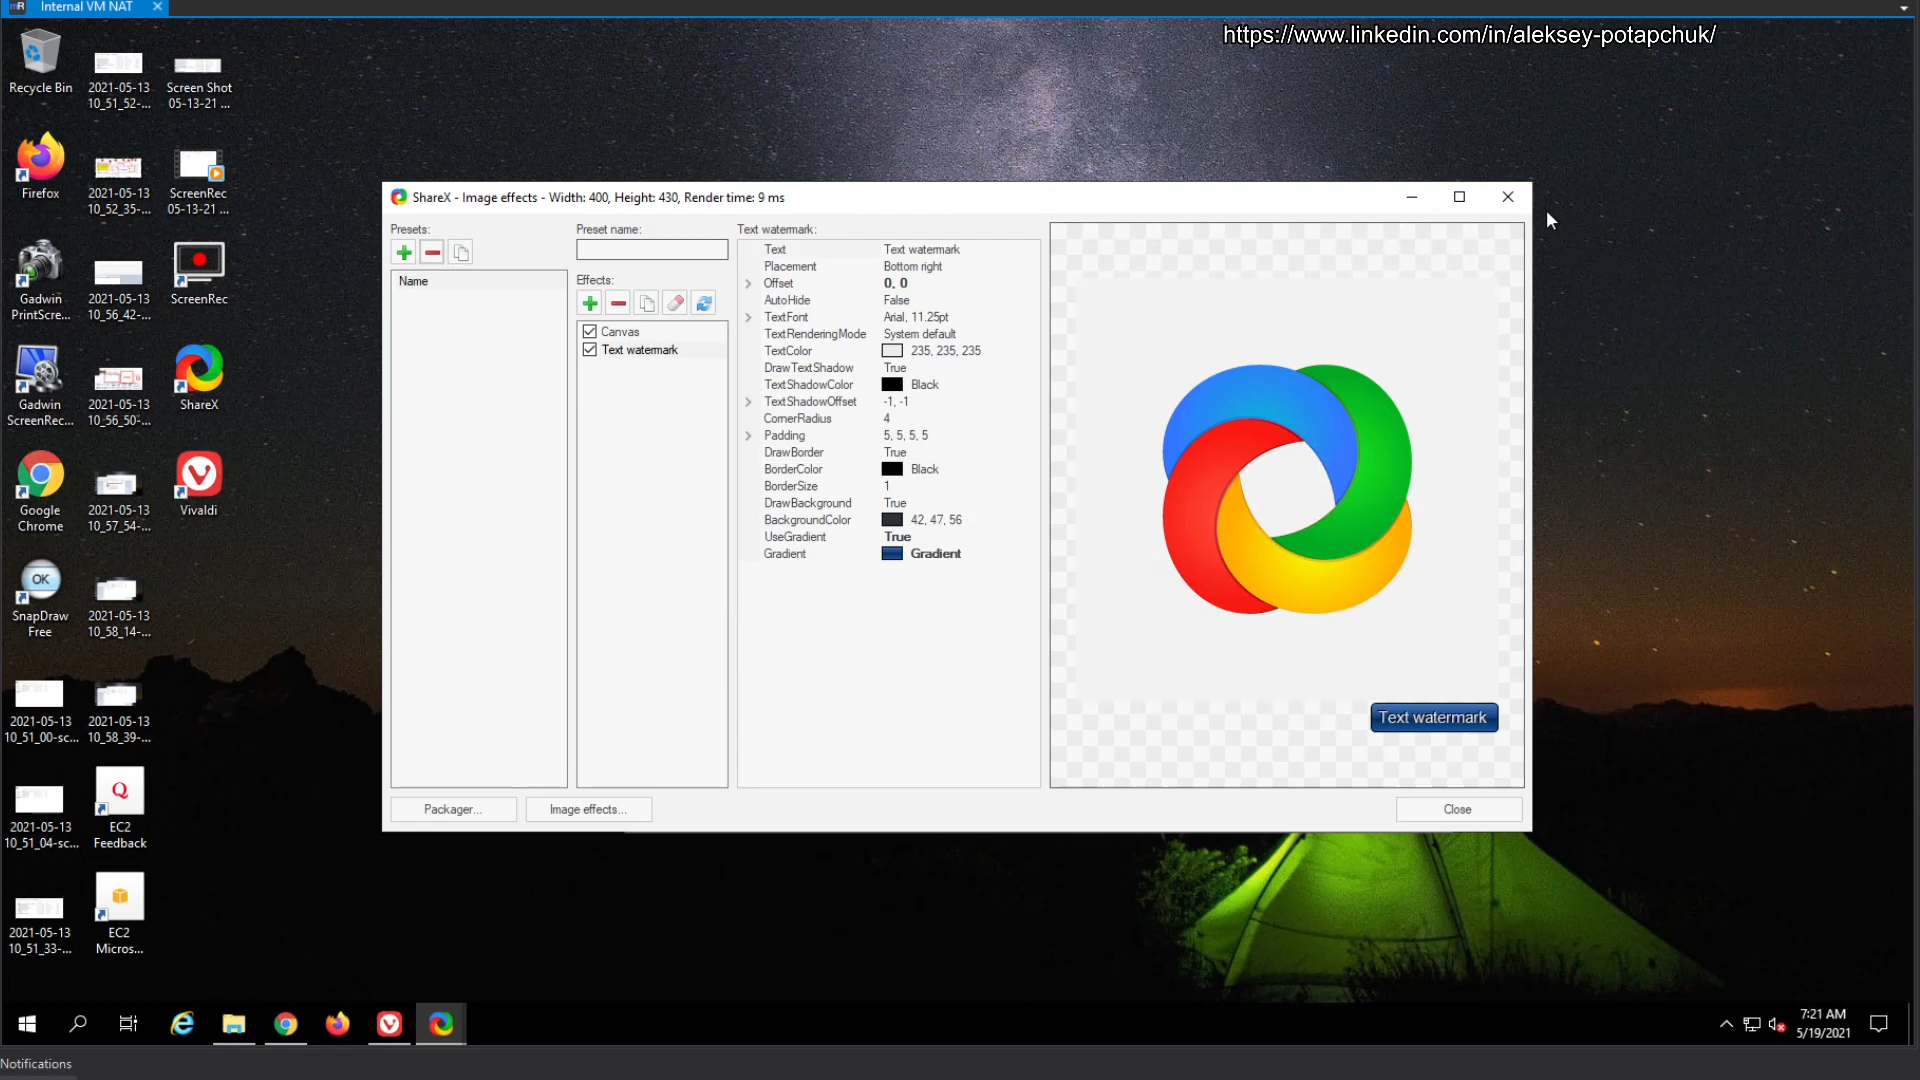 Internal VM NAT
https://www.linkedin.com/in/aleksey-potapchuk/
Recycle Bin
2021-05-13
10_51_52-...
Screen Shot
05-13-21 ...
Firefox
2021-05-13
10_52_35-...
ScreenRec
05-13-21 ...
Gadwin
PrintScre...
2021-05-13
10_56_42-...
ScreenRec
Gadwin
ScreenRec...
2021-05-13
10_56_50-...
ShareX
Google
Chrome
2021-05-13
10_57_54-...
Vivaldi
OK
SnapDraw
Free
2021-05-13
10_58_14-...
2021-05-13
10_51_00-sc...
2021-05-13
10_58_39-...
2021-05-13
10_51_04-sc...
EC2
Feedback
2021-05-13
10_51_33-...
EC2
Micros...
ShareX - Image effects - Width: 400, Height: 430, Render time: 9 ms
Presets:
Name
Preset name:
Effects:
Canvas
Text watermark
Text watermark:
Text Text watermark
Placement Bottom right
Offset 0, 0
AutoHide False
TextFont Arial, 11.25pt
TextRenderingMode System default
TextColor 235, 235, 235
DrawTextShadow True
TextShadowColor Black
TextShadowOffset -1, -1
CornerRadius 4
Padding 5, 5, 5, 5
DrawBorder True
BorderColor Black
BorderSize 1
DrawBackground True
BackgroundColor 42, 47, 56
UseGradient True
Gradient Gradient
Text watermark
Packager...
Image effects...
Close
7:21 AM
5/19/2021
Notifications